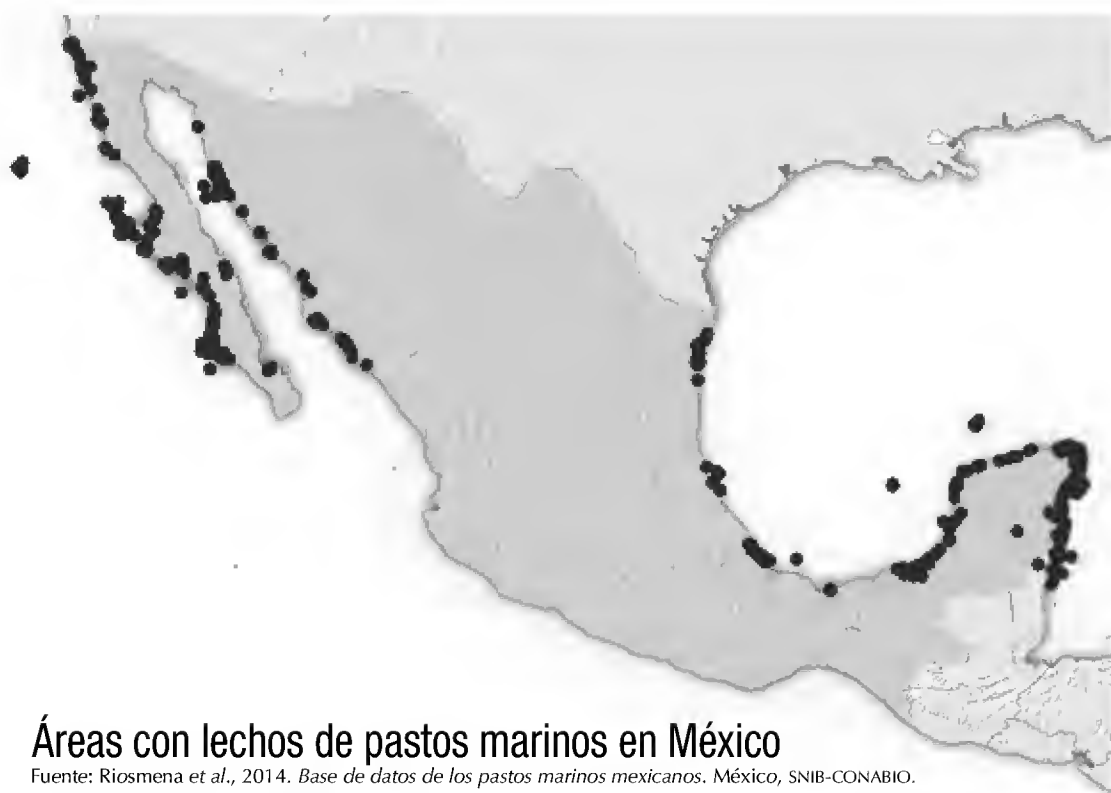 Áreas con lechos de pastos marinos en México
Fuente: Riosmena et al., 2014. Base de datos de los pastos marinos mexicanos. México, SNIB-CONABIO.